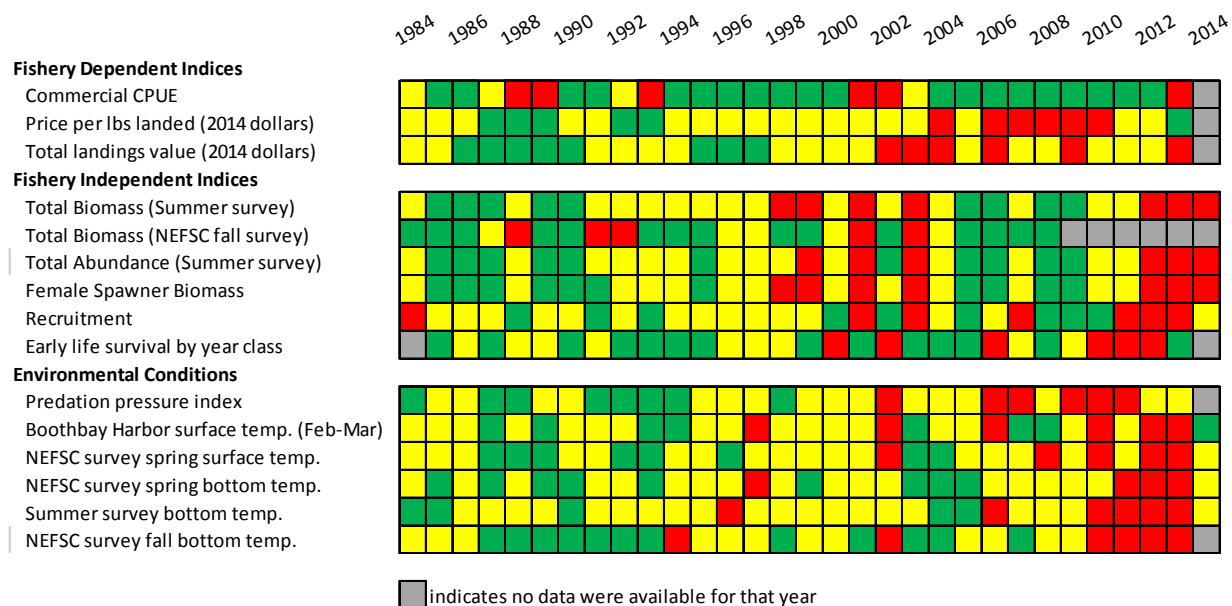 1984 1986 1988 1990 1992 1994 1996 1998 2000 2002 2004 2006 2008 2010 2012 2014
Fishery Dependent Indices
Commercial CPUE
Price per lbs landed (2014 dollars)
Total landings value (2014 dollars)
Fishery Independent Indices
Total Biomass (Summer survey)
Total Biomass (NEFSC fall survey)
Total Abundance (Summer survey)
Female Spawner Biomass
Recruitment
Early life survival by year class
Environmental Conditions
Predation pressure index
Boothbay Harbor surface temp. (Feb-Mar)
NEFSC survey spring surface temp.
NEFSC survey spring bottom temp.
Summer survey bottom temp.
NEFSC survey fall bottom temp.
indicates no data were available for that year